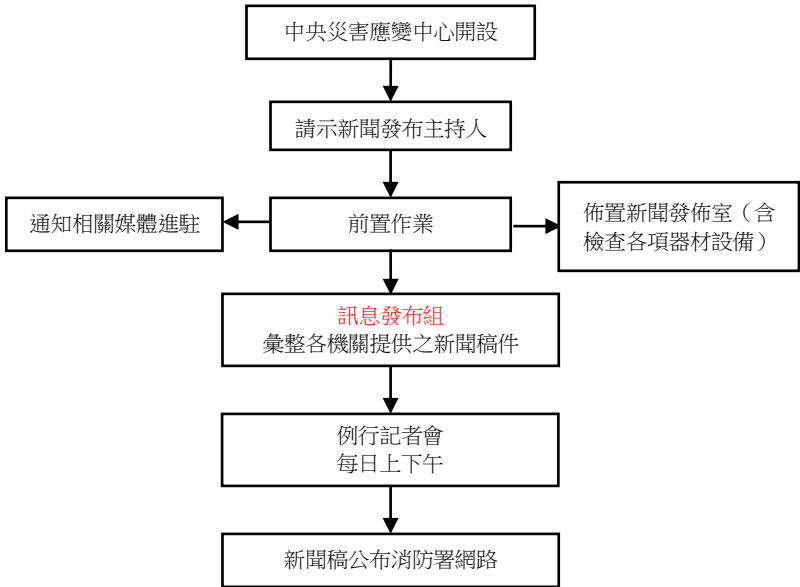 中央災害應變中心開設
請示新聞發布主持人
通知相關媒體進駐
前置作業
佈置新聞發佈室（含
檢查各項器材設備）
訊息發布組
彙整各機關提供之新聞稿件
例行記者會
每日上下午
新聞稿公布消防署網路